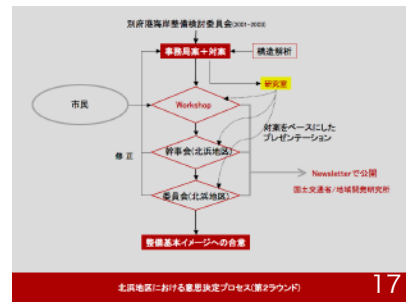 別府港海岸整備検討委員会(2001-2003)
事務局案+対案
構造解析
研究室
市民
Workshop
対案をベースにした
プレゼンテーション
幹事会(北浜地区)
修正
Newsletterで公開
委員会(北浜地区)
国土交通省/地域開発研究所
整備基本イメージへの合意
北浜地区における意思決定プロセス(第2ラウンド)
17